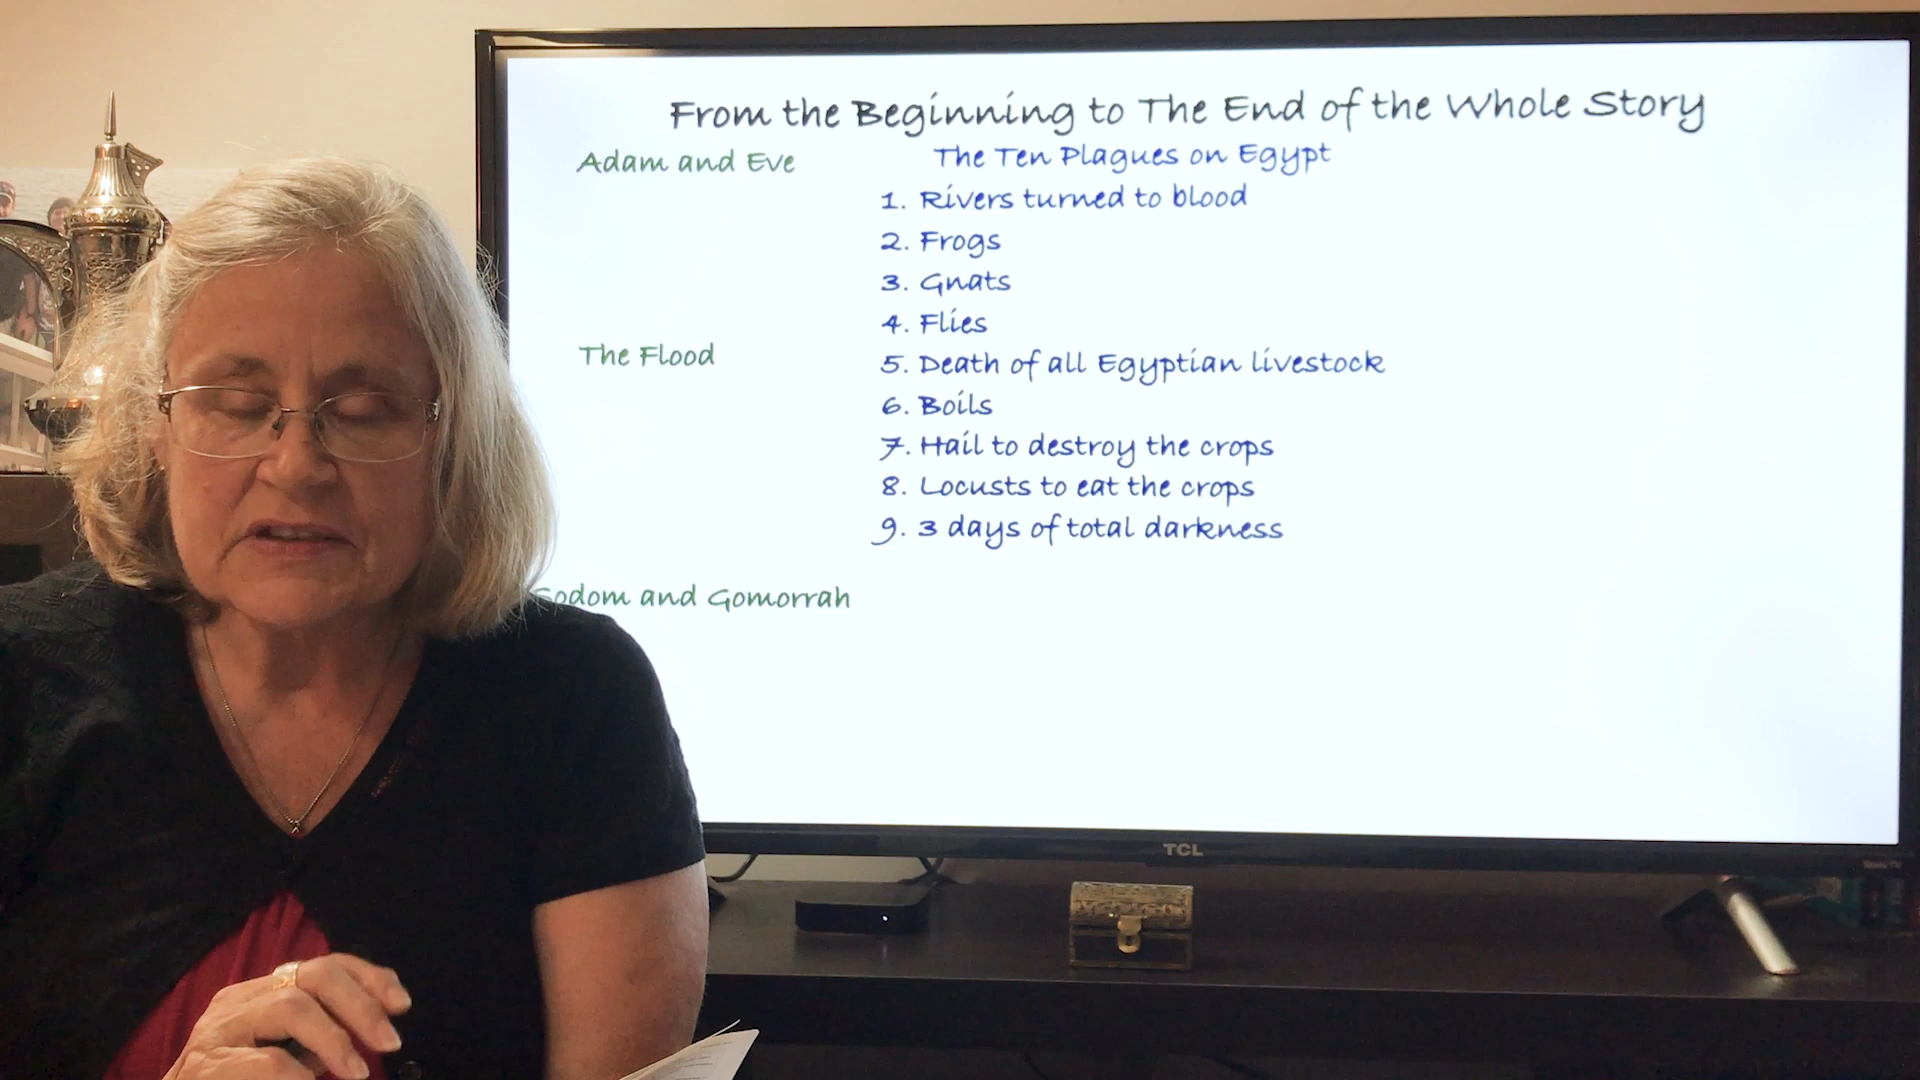 From the Beginning to The End of the Whole Story
Adam and Eve
The Ten Plagues on Egypt
1. Rivers turned to blood
2. Frogs
3. Gnats
4. Flies
The Flood
5. Death of all Egyptian livestock
6. Boils
7. Hail to destroy the crops
8. Locusts to eat the crops
9. 3 days of total darkness
Sodom and Gomorrah
TCL
Roku TV